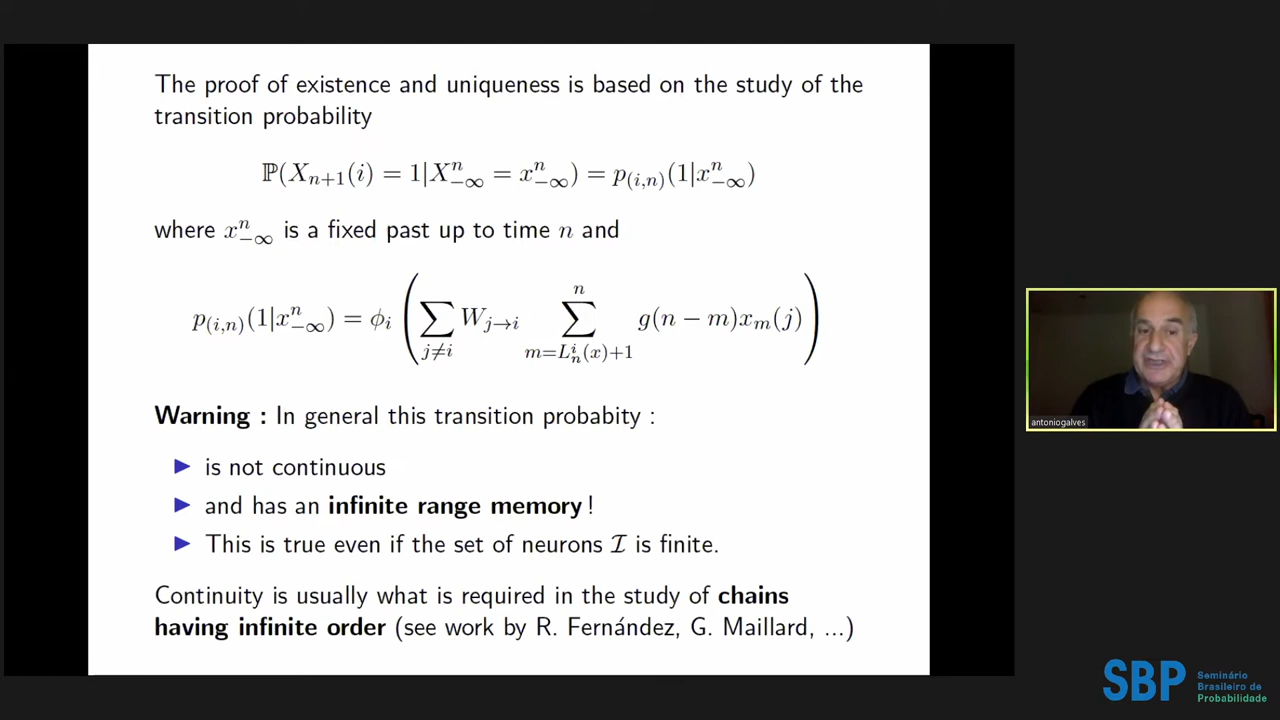 The proof of existence and uniqueness is based on the study of the
transition probability
ℙ(X_{n+1}(i) = 1|X^n_{−∞} = x^n_{−∞}) = p_{(i,n)}(1|x^n_{−∞})
where x^n_{−∞} is a fixed past up to time n and
p_{(i,n)}(1|x^n_{−∞}) = ϕ_i ( ∑_{j≠i} W_{j→i} ∑_{m=L^i_n(x)+1}^{n} g(n − m)x_m(j) )
Warning : In general this transition probabity :
▶ is not continuous
▶ and has an infinite range memory !
▶ This is true even if the set of neurons ℐ is finite.
Continuity is usually what is required in the study of chains
having infinite order (see work by R. Fernández, G. Maillard, ...)
antoniogalves
SBP
Seminário
Brasileiro de
Probabilidade